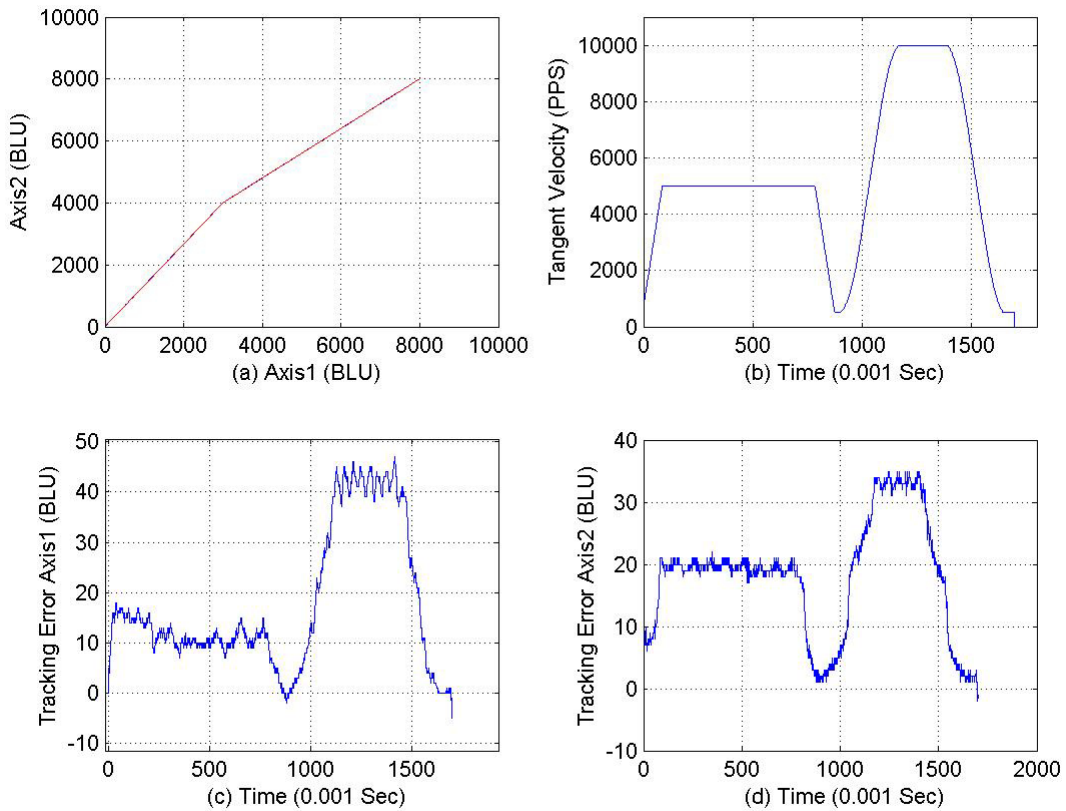 10000
8000
6000
4000
2000
0
Axis2 (BLU)
0 2000 4000 6000 8000 10000
(a) Axis1 (BLU)
10000
8000
6000
4000
2000
0
Tangent Velocity (PPS)
0 500 1000 1500
(b) Time (0.001 Sec)
50
40
30
20
10
0
-10
Tracking Error Axis1 (BLU)
0 500 1000 1500
(c) Time (0.001 Sec)
40
30
20
10
0
-10
Tracking Error Axis2 (BLU)
0 500 1000 1500 2000
(d) Time (0.001 Sec)